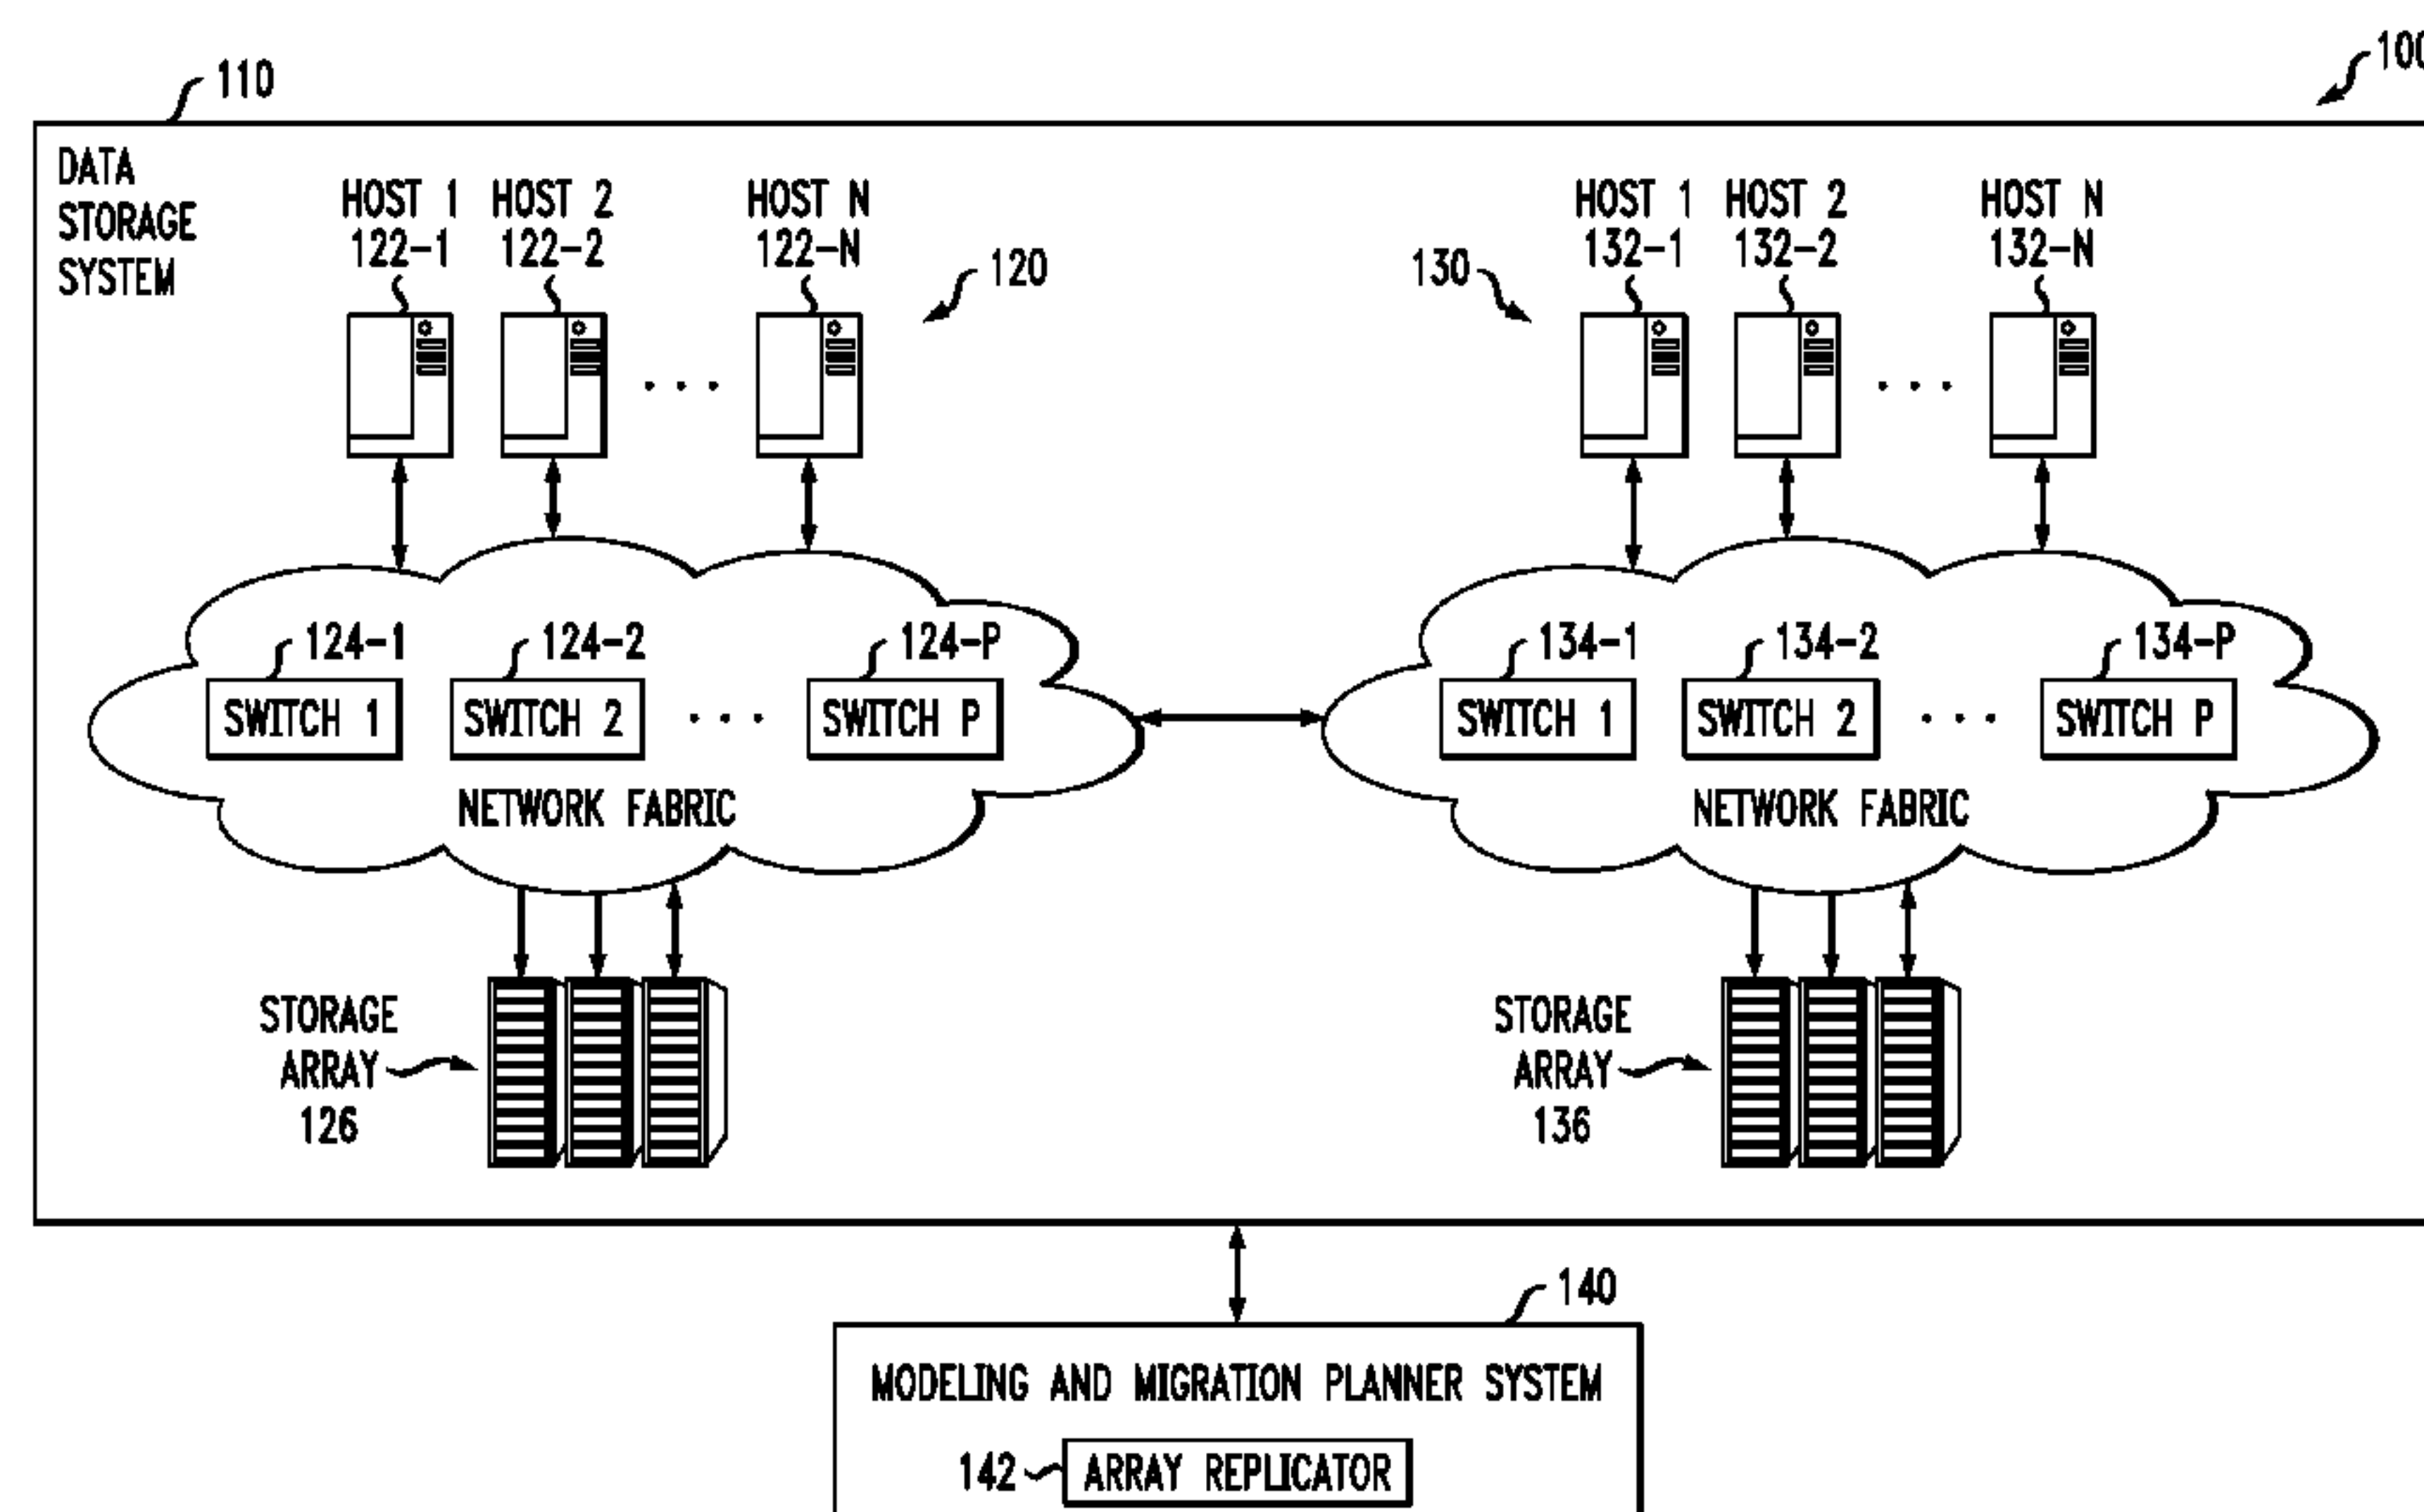 110
100
DATA
STORAGE
SYSTEM
HOST 1
122-1
HOST 2
122-2
HOST N
122-N
120
130
HOST 1
132-1
HOST 2
132-2
HOST N
132-N
124-1
SWITCH 1
124-2
SWITCH 2
124-P
SWITCH P
NETWORK FABRIC
134-1
SWITCH 1
134-2
SWITCH 2
134-P
SWITCH P
NETWORK FABRIC
STORAGE
ARRAY
126
STORAGE
ARRAY
136
140
MODELING AND MIGRATION PLANNER SYSTEM
142
ARRAY REPLICATOR